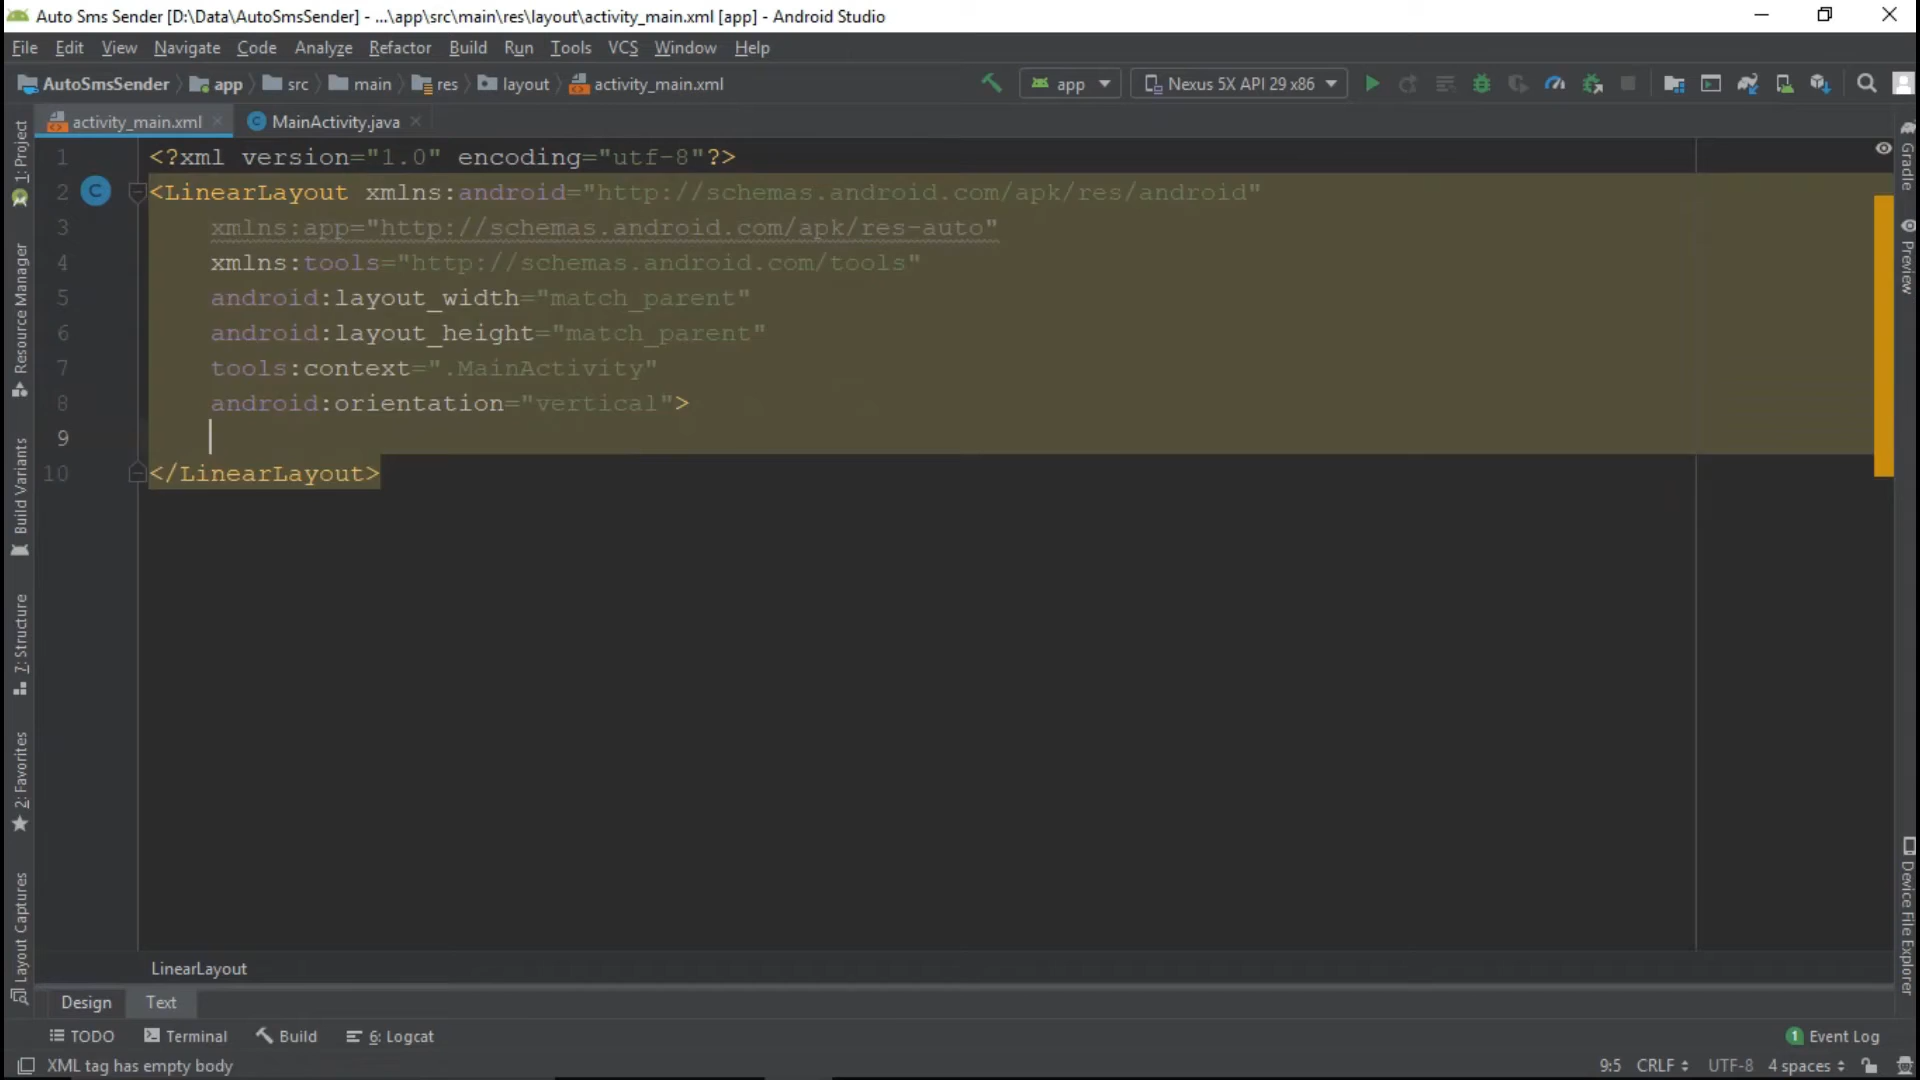 Auto Sms Sender [D:\Data\AutoSmsSender] - ...\app\src\main\res\layout\activity_main.xml [app] - Android Studio
File Edit View Navigate Code Analyze Refactor Build Run Tools VCS Window Help
AutoSmsSender app src main res layout activity_main.xml app Nexus 5X API 29 x86
activity_main.xml MainActivity.java
1 <?xml version="1.0" encoding="utf-8"?>
2 <LinearLayout xmlns:android="http://schemas.android.com/apk/res/android"
3 xmlns:app="http://schemas.android.com/apk/res-auto"
4 xmlns:tools="http://schemas.android.com/tools"
5 android:layout_width="match_parent"
6 android:layout_height="match_parent"
7 tools:context=".MainActivity"
8 android:orientation="vertical">
9
10 </LinearLayout>
1: Project
Resource Manager
Build Variants
7: Structure
2: Favorites
Layout Captures
Gradle
Preview
Device File Explorer
LinearLayout
Design Text
TODO Terminal Build 6: Logcat 1 Event Log
XML tag has empty body 9:5 CRLF UTF-8 4 spaces